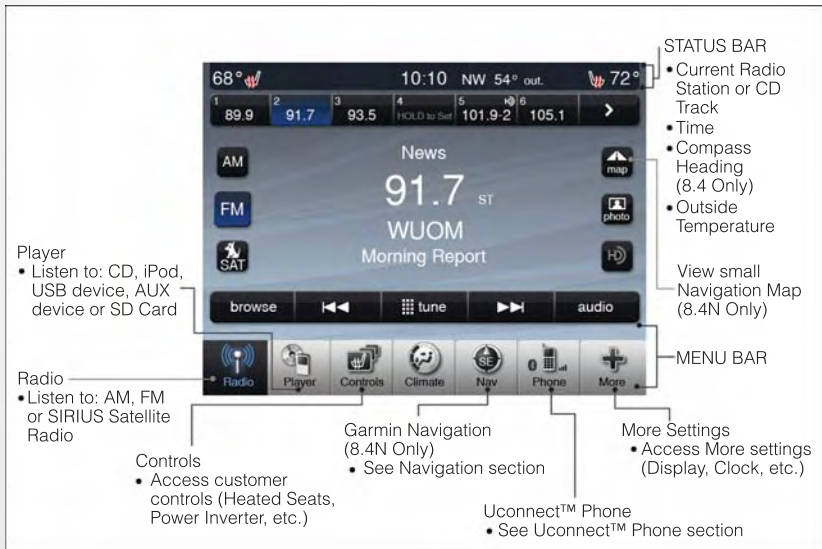 68° 10:10 NW 54° out. 72°
1 89.9 2 91.7 3 93.5 4 HOLD to Set 5 101.9-2 HD 6 105.1 >
AM
FM
SAT
News
91.7 ST
WUOM
Morning Report
map
photo
HD
browse tune audio
Radio Player Controls Climate SE Nav Phone More
STATUS BAR
• Current Radio
Station or CD
Track
• Time
• Compass
Heading
(8.4 Only)
• Outside
Temperature
View small
Navigation Map
(8.4N Only)
MENU BAR
Player
• Listen to: CD, iPod,
USB device, AUX
device or SD Card
Radio
• Listen to: AM, FM
or SIRIUS Satellite
Radio
Controls
• Access customer
controls (Heated Seats,
Power Inverter, etc.)
Garmin Navigation
(8.4N Only)
• See Navigation section
Uconnect™ Phone
• See Uconnect™ Phone section
More Settings
• Access More settings
(Display, Clock, etc.)